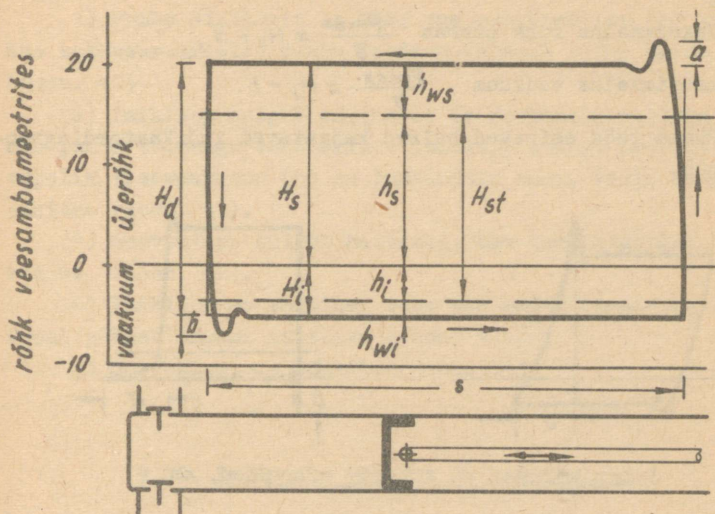 rõhk veesambameetrites
vaakuum ülerõhk
20
10
0
-10
a
h_ws
H_d
H_s
h_s
H_st
H_i
h_i
b
h_wi
s